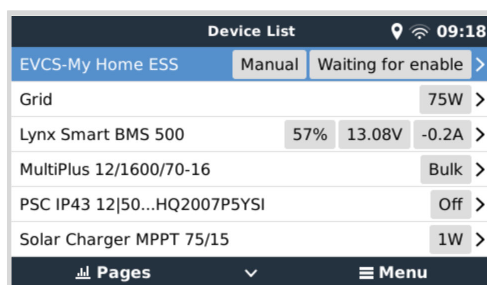 Device List 09:18
EVCS-My Home ESS Manual Waiting for enable >
Grid 75W >
Lynx Smart BMS 500 57% 13.08V -0.2A >
MultiPlus 12/1600/70-16 Bulk >
PSC IP43 12|50...HQ2007P5YSI Off >
Solar Charger MPPT 75/15 1W >
Pages Menu